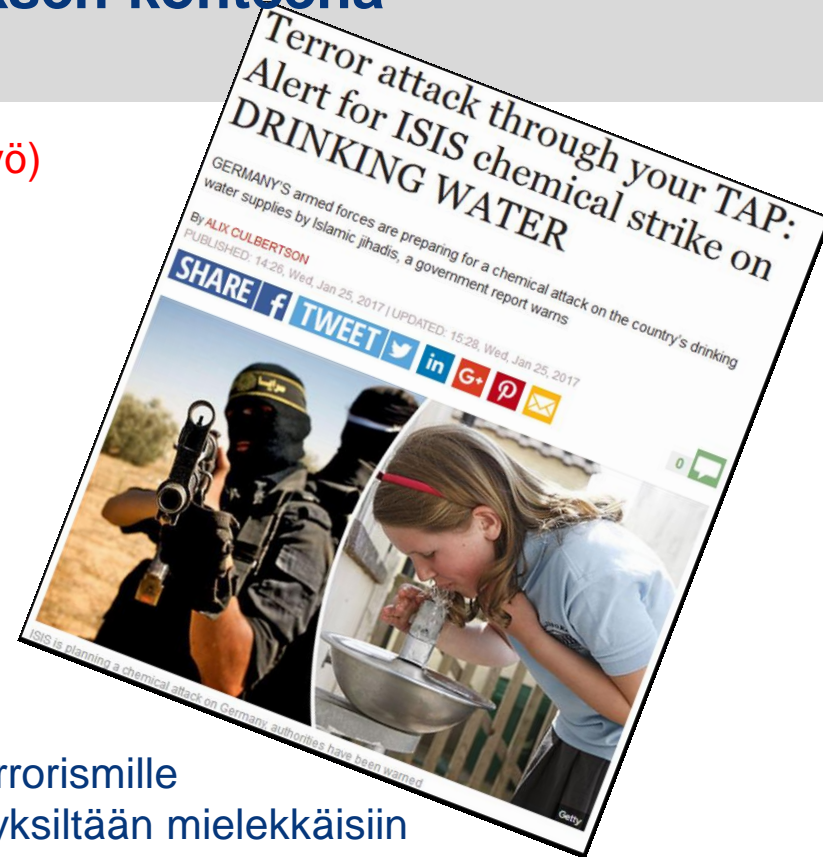 ksen kohteena
yö)
Terror attack through your TAP:
Alert for ISIS chemical strike on
DRINKING WATER
GERMANY'S armed forces are preparing for a chemical attack on the country's drinking
water supplies by Islamic jihadis, a government report warns
By ALIX CULBERTSON
PUBLISHED: 14:26, Wed, Jan 25, 2017 | UPDATED: 15:28, Wed, Jan 25, 2017
SHARE f TWEET in G+
0
ISIS is planning a chemical attack on Germany, authorities have been warned
Getty
rrorismille
yksiltään mielekkäisiin